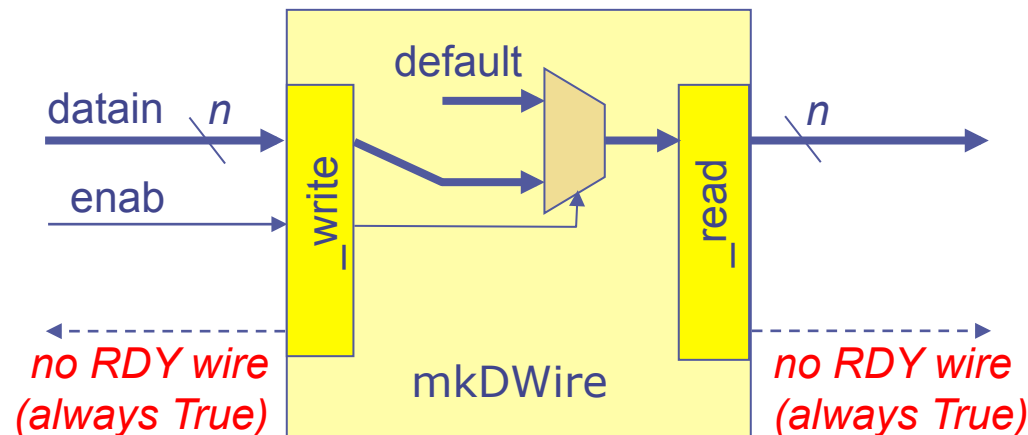 default
datain
n
n
enab
_write
_read
no RDY wire
(always True)
no RDY wire
(always True)
mkDWire